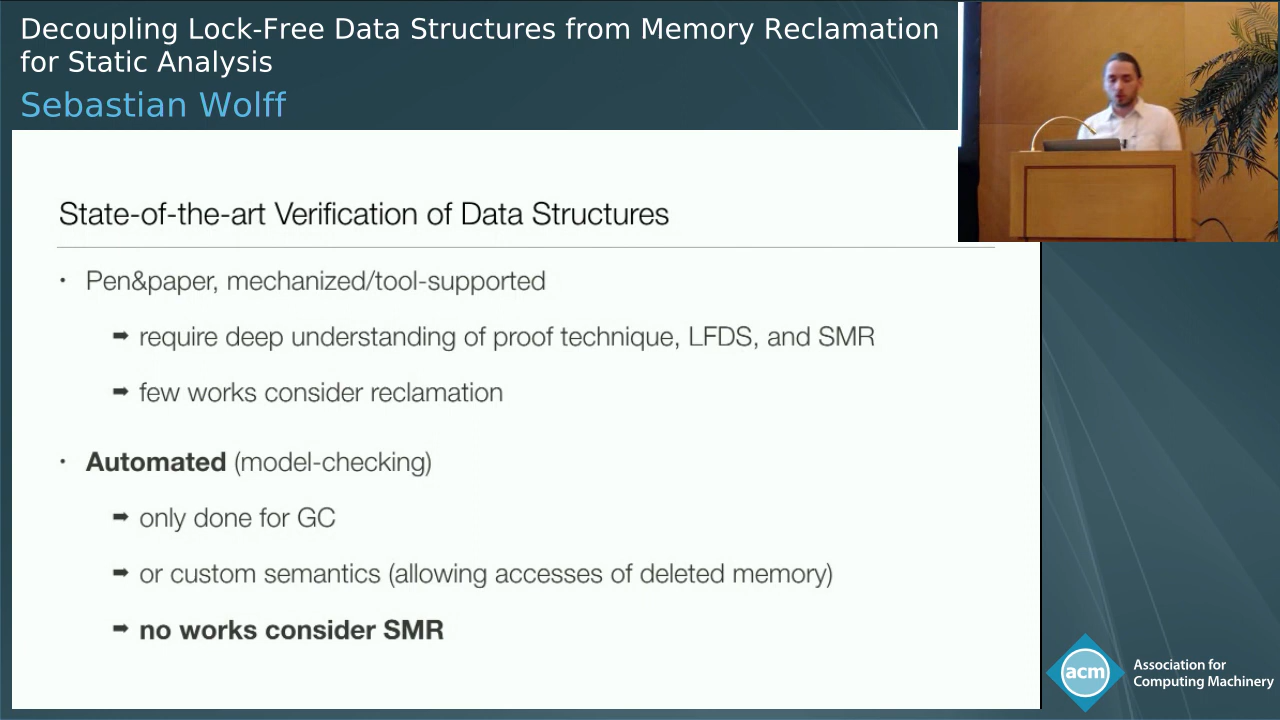 Decoupling Lock-Free Data Structures from Memory Reclamation
for Static Analysis
Sebastian Wolff
State-of-the-art Verification of Data Structures
• Pen&paper, mechanized/tool-supported
➡ require deep understanding of proof technique, LFDS, and SMR
➡ few works consider reclamation
• Automated (model-checking)
➡ only done for GC
➡ or custom semantics (allowing accesses of deleted memory)
➡ no works consider SMR
acm
Association for
Computing Machinery